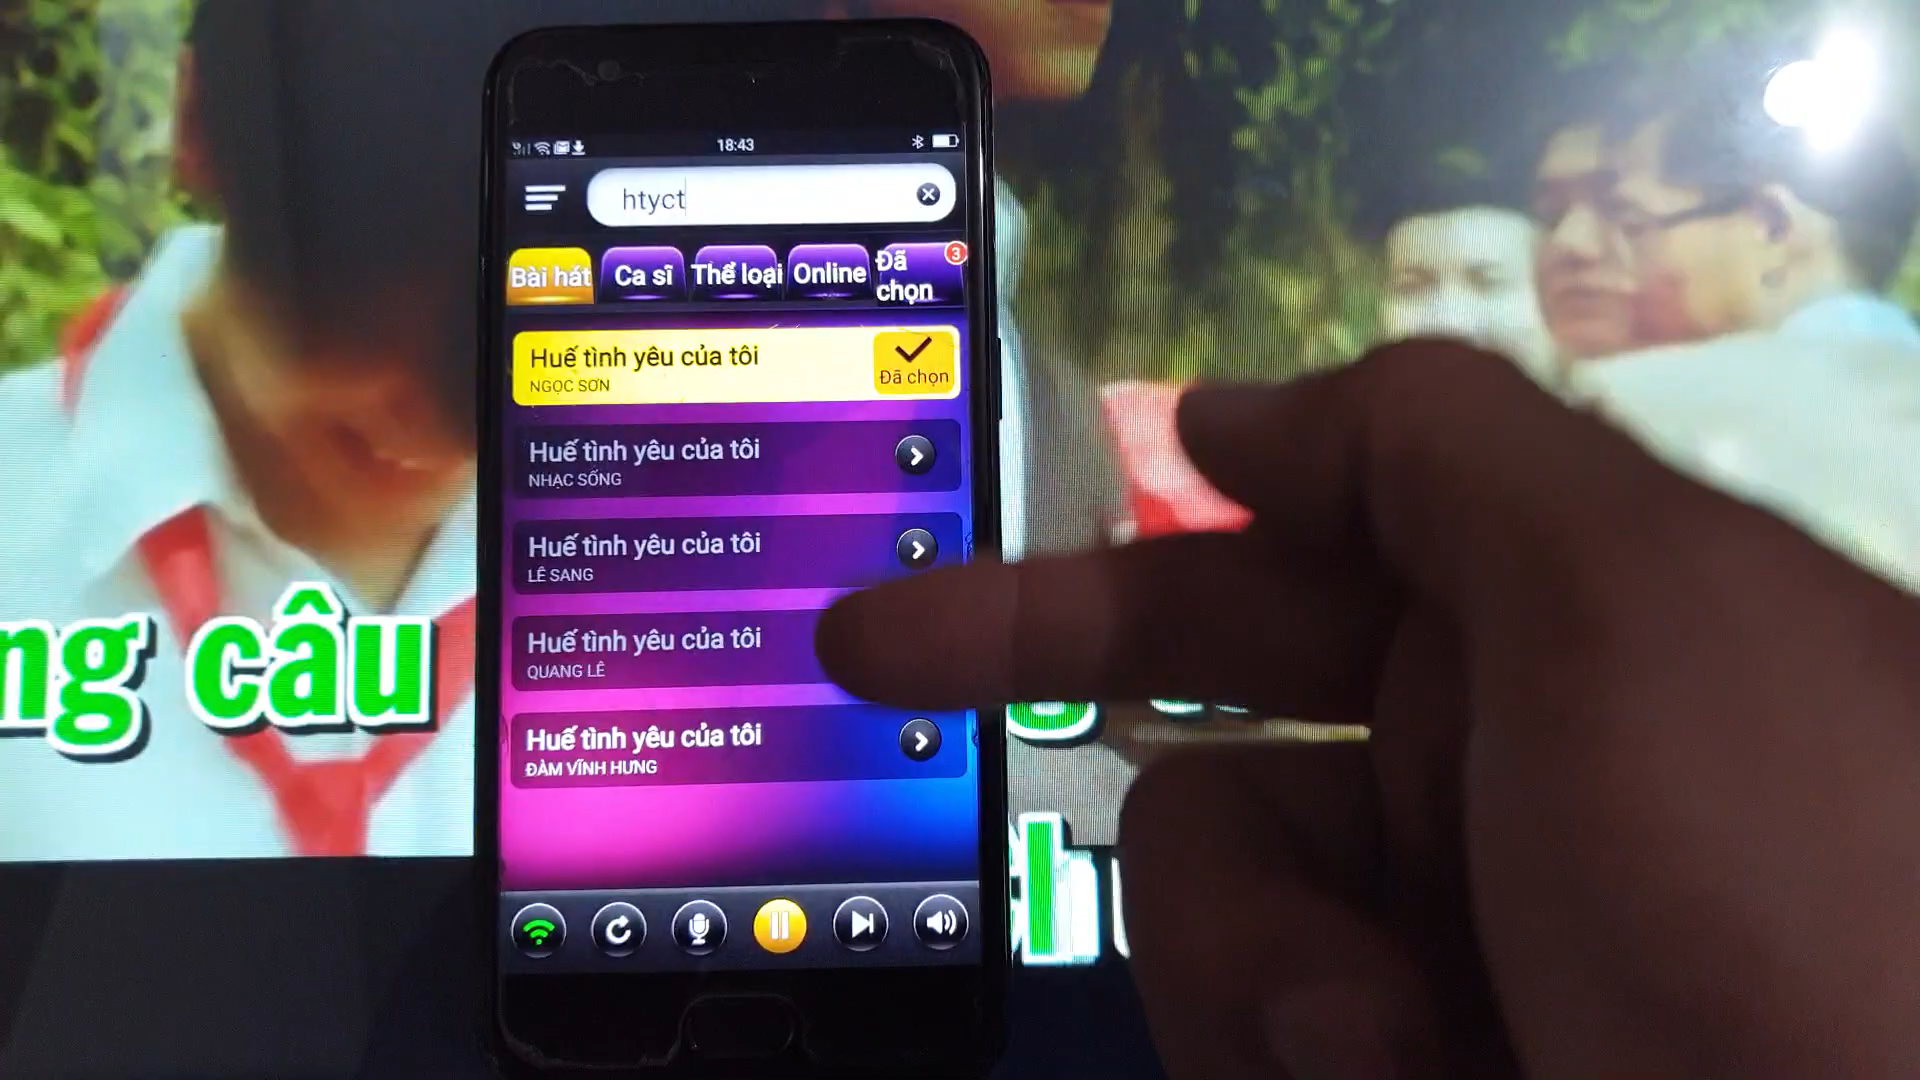 18:43
htyct
Bài hát Ca sĩ Thể loại Online Đã chọn 3
Huế tình yêu của tôi
NGỌC SƠN
Đã chọn
Huế tình yêu của tôi
NHẠC SỐNG
Huế tình yêu của tôi
LÊ SANG
Huế tình yêu của tôi
QUANG LÊ
Huế tình yêu của tôi
ĐÀM VĨNH HƯNG
ng câu